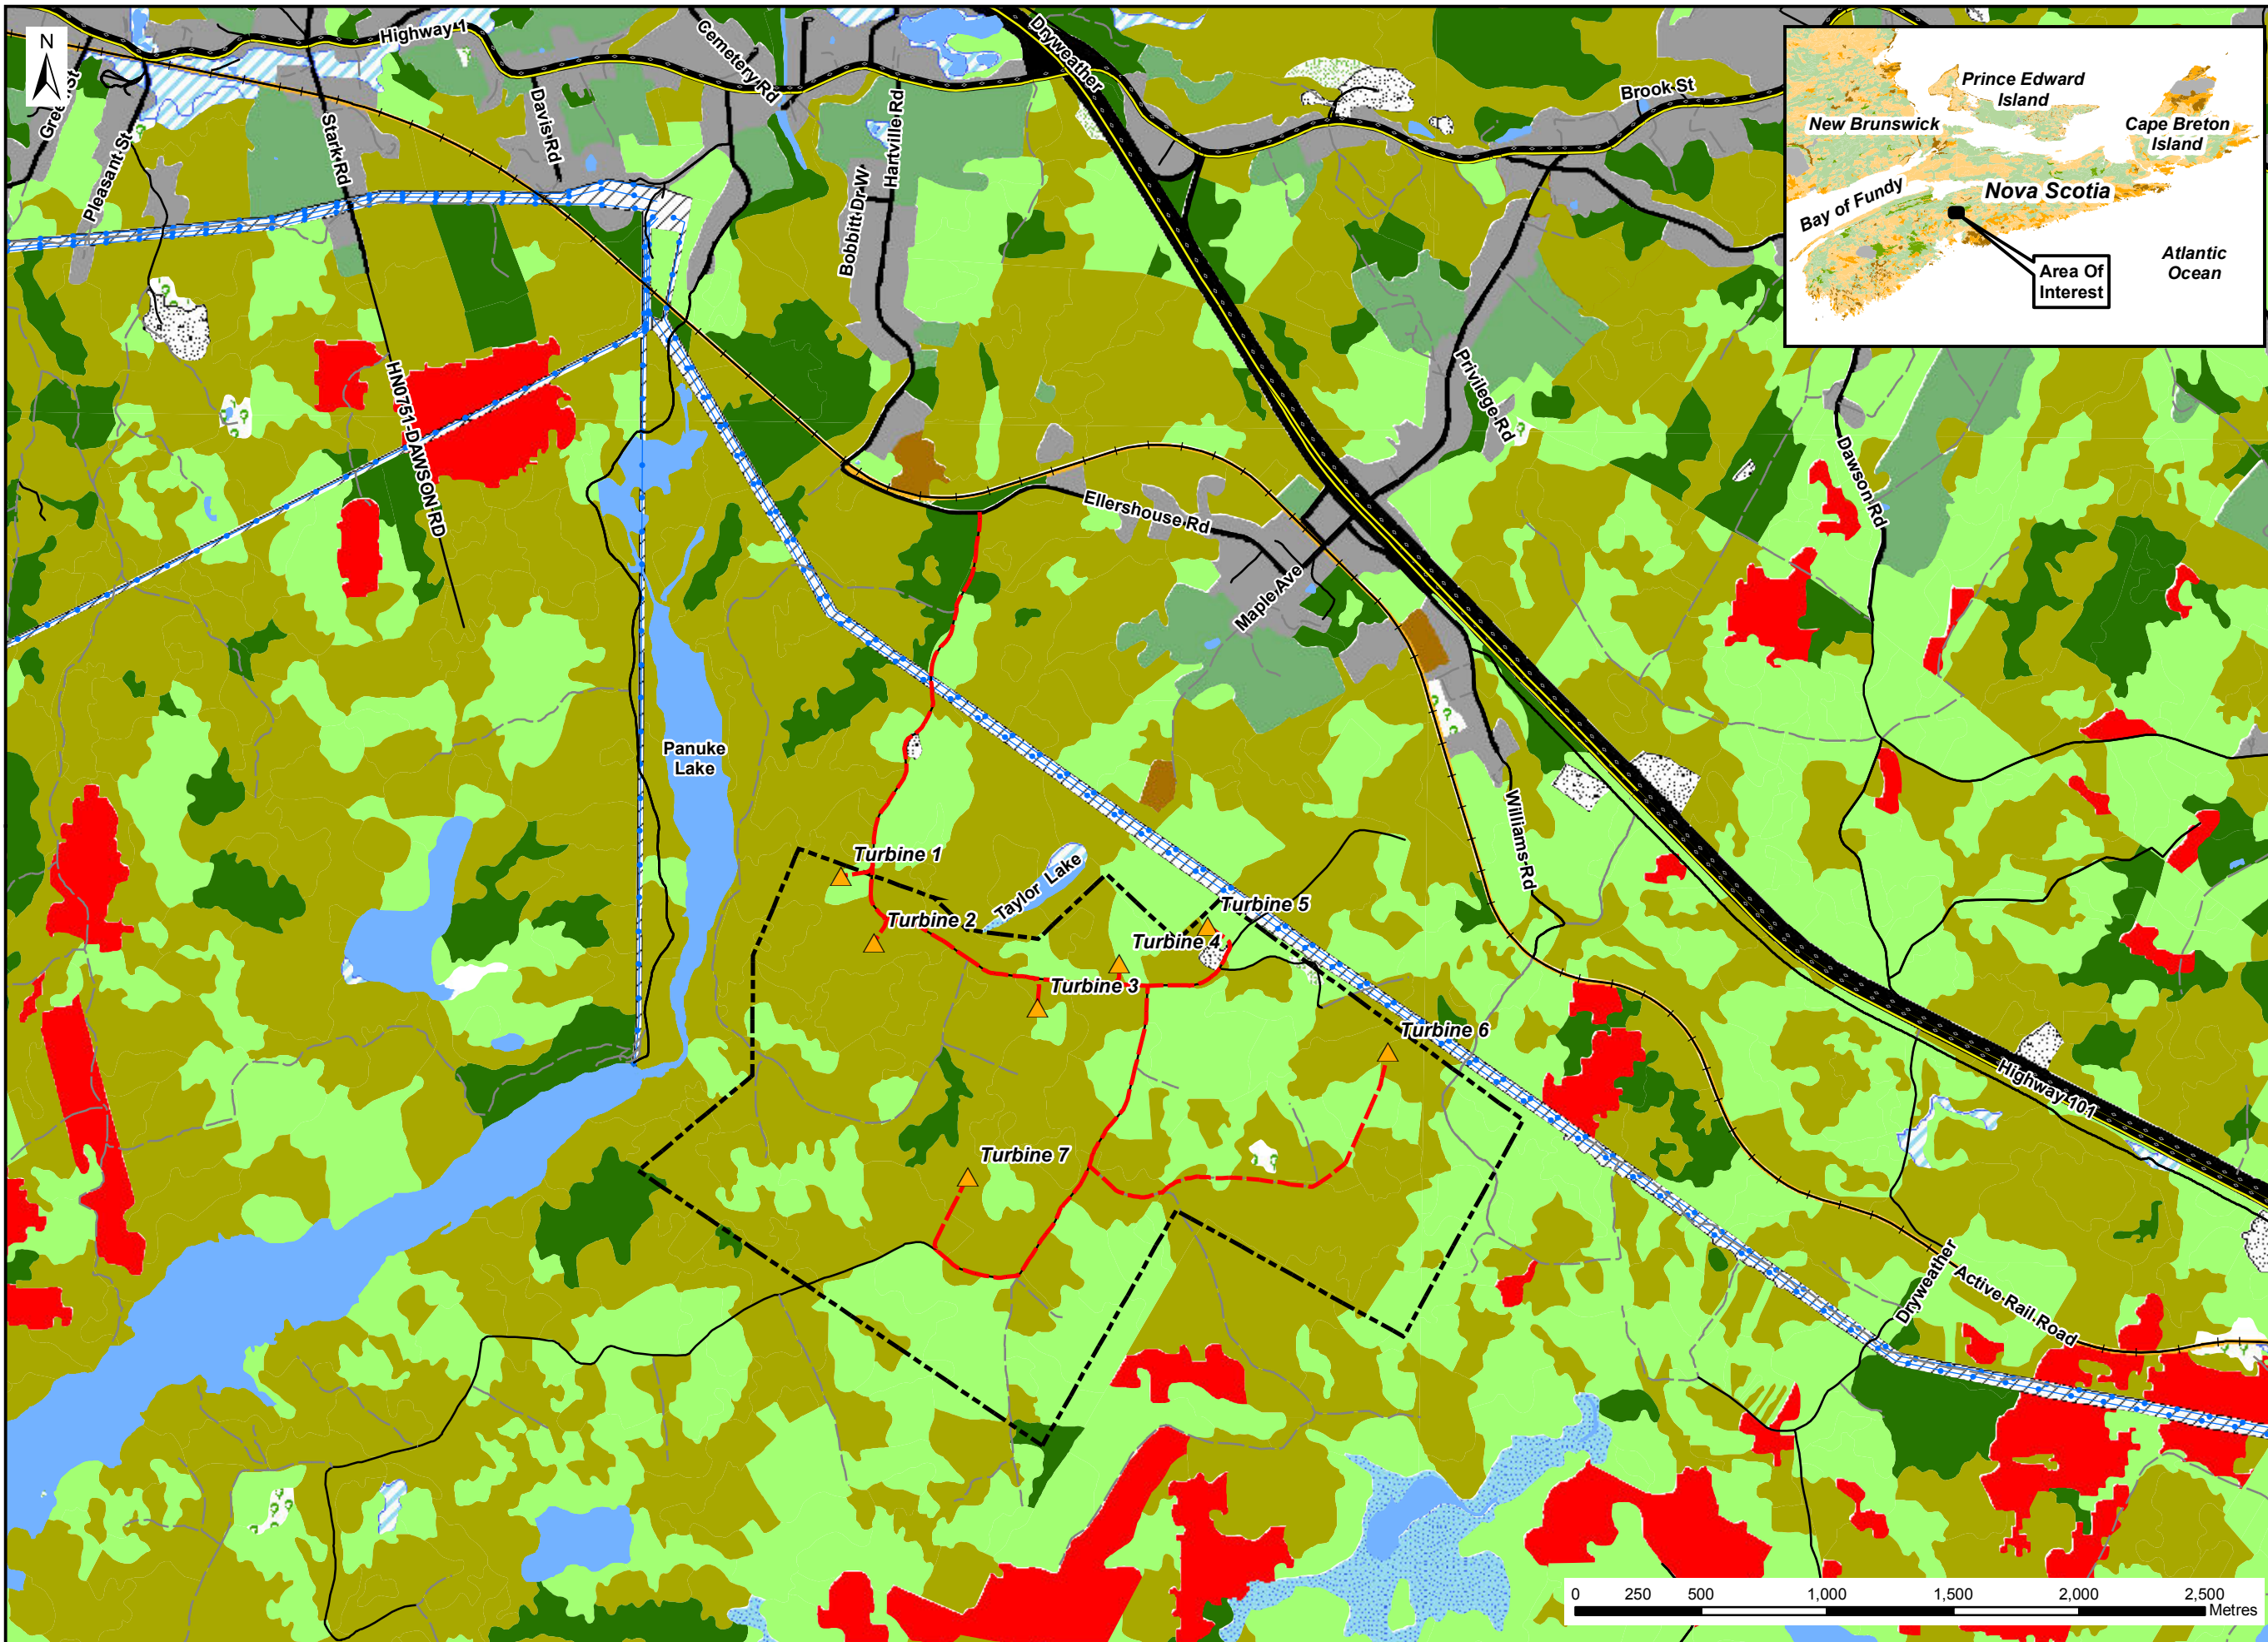 N
Highway 1
Green St
Pleasant St
Stark Rd
Davis Rd
Cemetery Rd
Bobbitt Dr W
Hartville Rd
Dryweather
Brook St
Prince Edward
Island
New Brunswick
Cape Breton
Island
Bay of Fundy
Nova Scotia
Atlantic
Ocean
Area Of
Interest
HN0751-DAWSON RD
Privilege Rd
Dawson Rd
Ellershouse Rd
Maple Ave
Panuke
Lake
Williams Rd
Turbine 1
Taylor Lake
Turbine 2
Turbine 5
Turbine 4
Turbine 3
Turbine 6
Highway 101
Turbine 7
Dryweather
Active Rail Road
0 250 500 1,000 1,500 2,000 2,500
Metres